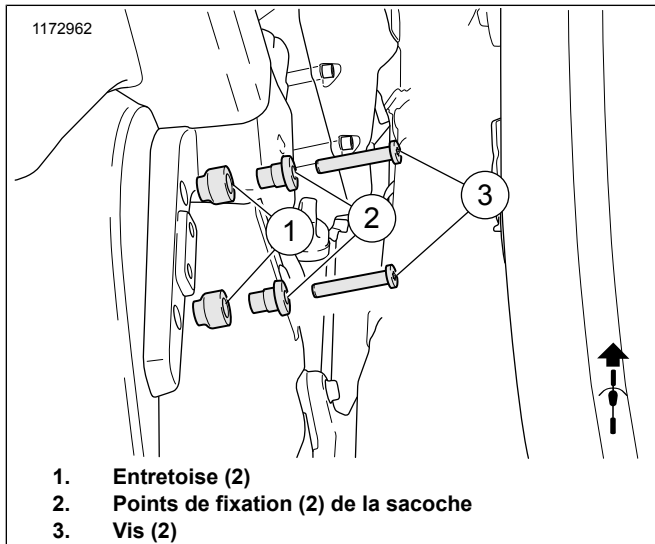 1172962
1
2
3
1. Entretoise (2)
2. Points de fixation (2) de la sacoche
3. Vis (2)